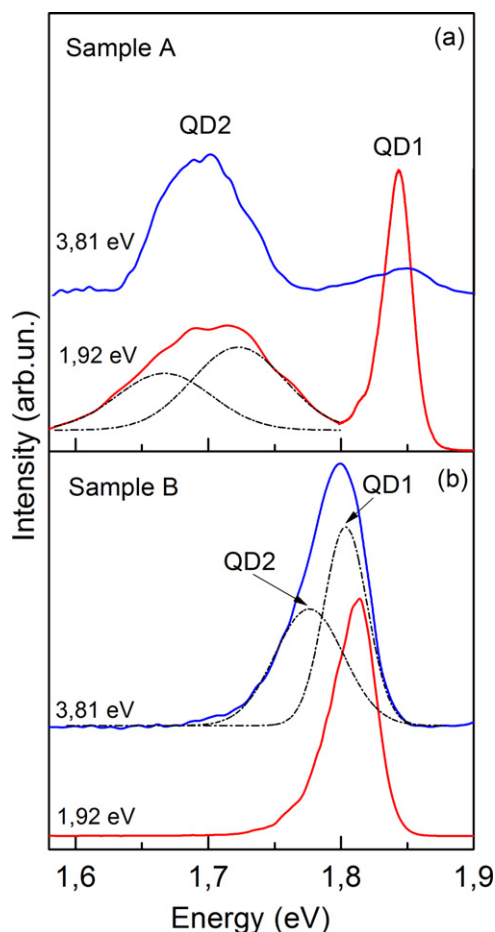 Sample A
(a)
QD2
QD1
3,81 eV
1,92 eV
Intensity (arb.un.)
Sample B
(b)
QD1
QD2
3,81 eV
1,92 eV
1,6 1,7 1,8 1,9
Energy (eV)